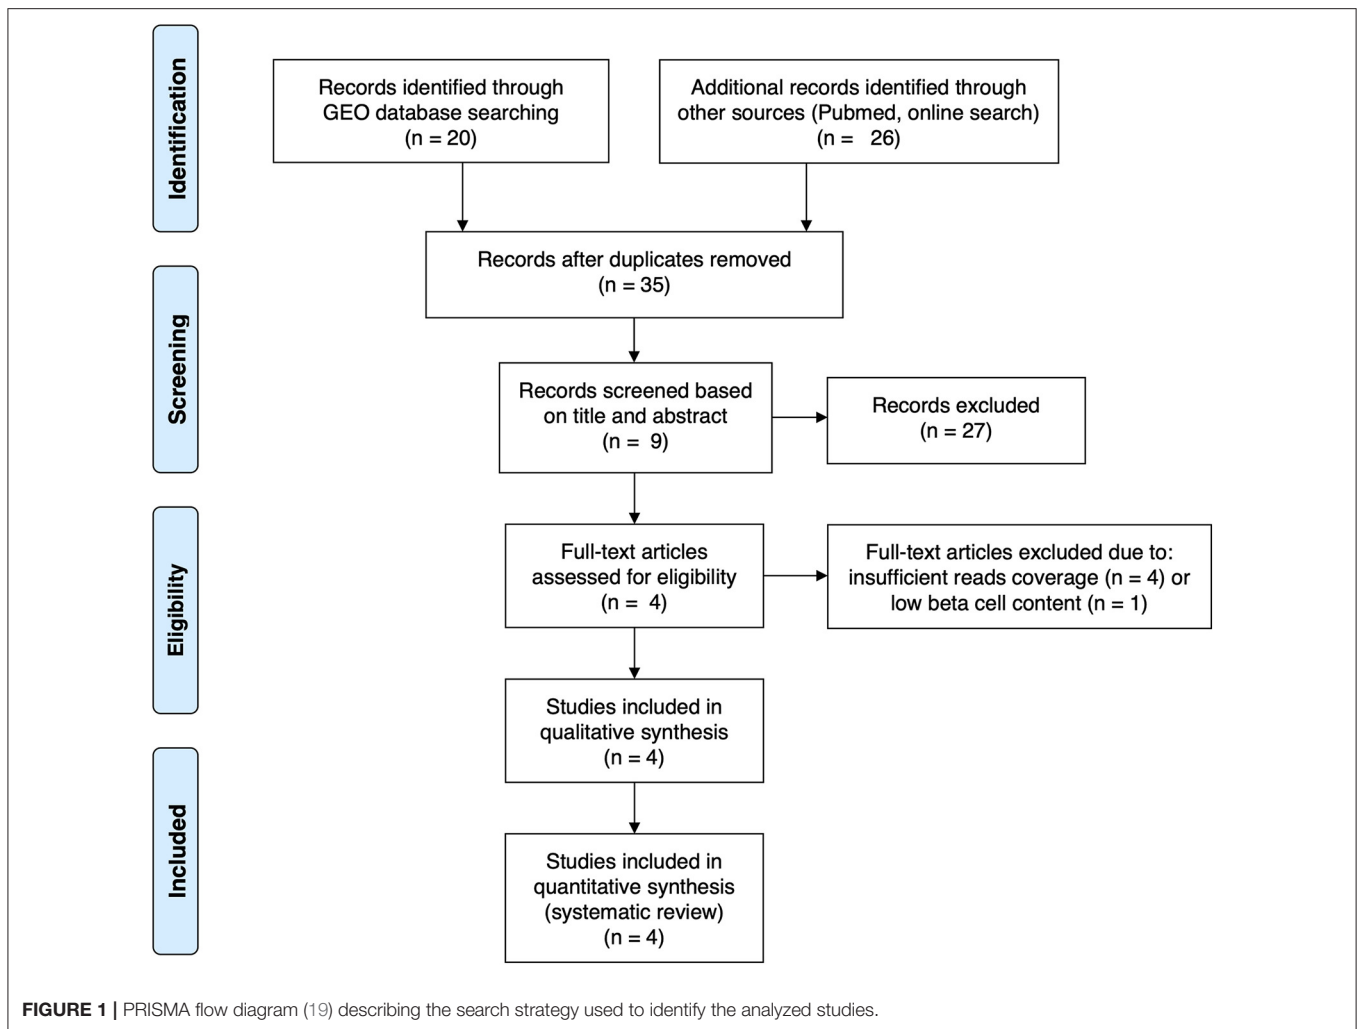 Identification
Records identified through
GEO database searching
(n = 20)
Additional records identified through
other sources (Pubmed, online search)
(n = 26)
Records after duplicates removed
(n = 35)
Screening
Records screened based
on title and abstract
(n = 9)
Records excluded
(n = 27)
Eligibility
Full-text articles
assessed for eligibility
(n = 4)
Full-text articles excluded due to:
insufficient reads coverage (n = 4) or
low beta cell content (n = 1)
Studies included in
qualitative synthesis
(n = 4)
Included
Studies included in
quantitative synthesis
(systematic review)
(n = 4)
FIGURE 1 | PRISMA flow diagram (19) describing the search strategy used to identify the analyzed studies.